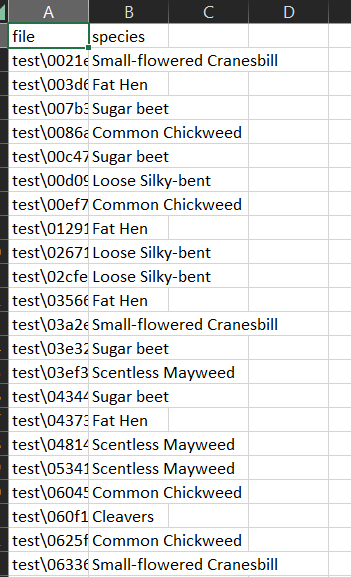 A B C D
file species
test\0021e Small-flowered Cranesbill
test\003d6 Fat Hen
test\007b3 Sugar beet
test\0086a Common Chickweed
test\00c47 Sugar beet
test\00d09 Loose Silky-bent
test\00ef7 Common Chickweed
test\01291 Fat Hen
test\02671 Loose Silky-bent
test\02cfe Loose Silky-bent
test\03566 Fat Hen
test\03a2e Small-flowered Cranesbill
test\03e32 Sugar beet
test\03ef3 Scentless Mayweed
test\04344 Sugar beet
test\04373 Fat Hen
test\04814 Scentless Mayweed
test\05341 Scentless Mayweed
test\06045 Common Chickweed
test\060f1 Cleavers
test\0625f Common Chickweed
test\06336 Small-flowered Cranesbill